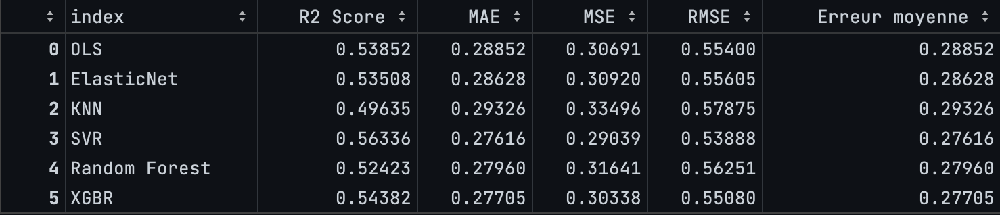 index R2 Score MAE MSE RMSE Erreur moyenne
0 OLS 0.53852 0.28852 0.30691 0.55400 0.28852
1 ElasticNet 0.53508 0.28628 0.30920 0.55605 0.28628
2 KNN 0.49635 0.29326 0.33496 0.57875 0.29326
3 SVR 0.56336 0.27616 0.29039 0.53888 0.27616
4 Random Forest 0.52423 0.27960 0.31641 0.56251 0.27960
5 XGBR 0.54382 0.27705 0.30338 0.55080 0.27705